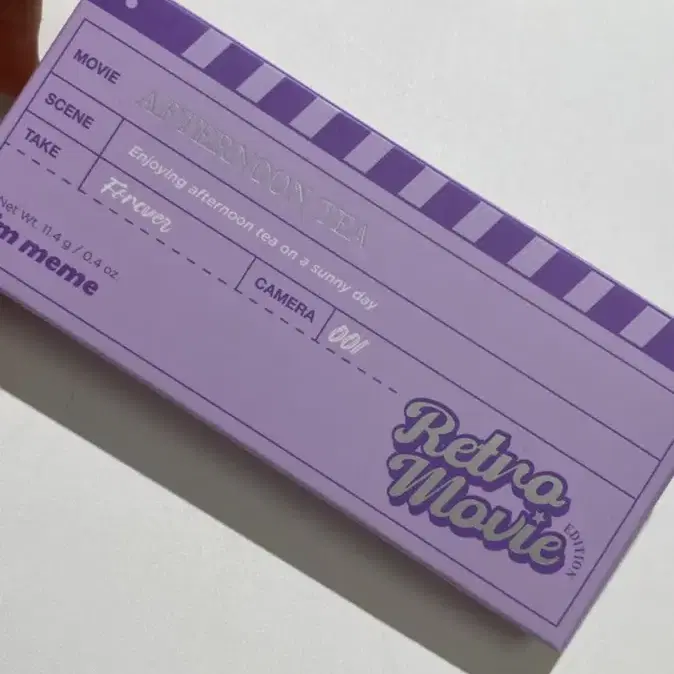 MOVIE AFTERNOON TEA
SCENE Enjoying afternoon tea on a sunny day
TAKE Forever
CAMERA 001
Net Wt. 11.4 g / 0.4 oz.
i'm meme
Retro
Movie
EDITION